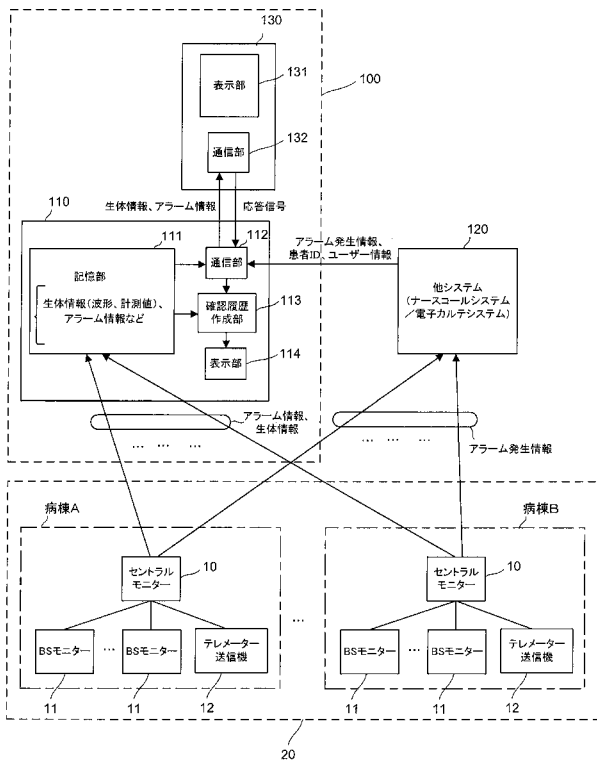 130
131
表示部
100
132
通信部
生体情報、アラーム情報
応答信号
110
111
112
アラーム発生情報、
患者ID、ユーザー情報
120
記憶部
生体情報(波形、計測値)、
アラーム情報など
通信部
113
確認履歴
作成部
114
表示部
他システム
(ナースコールシステム
/電子カルテシステム)
アラーム情報、
生体情報
… … …
… … …
アラーム発生情報
病棟A
病棟B
セントラル
モニター
10
セントラル
モニター
10
…
BSモニター
…
BSモニター
テレメーター
送信機
BSモニター
…
BSモニター
テレメーター
送信機
11
11
12
11
11
12
20